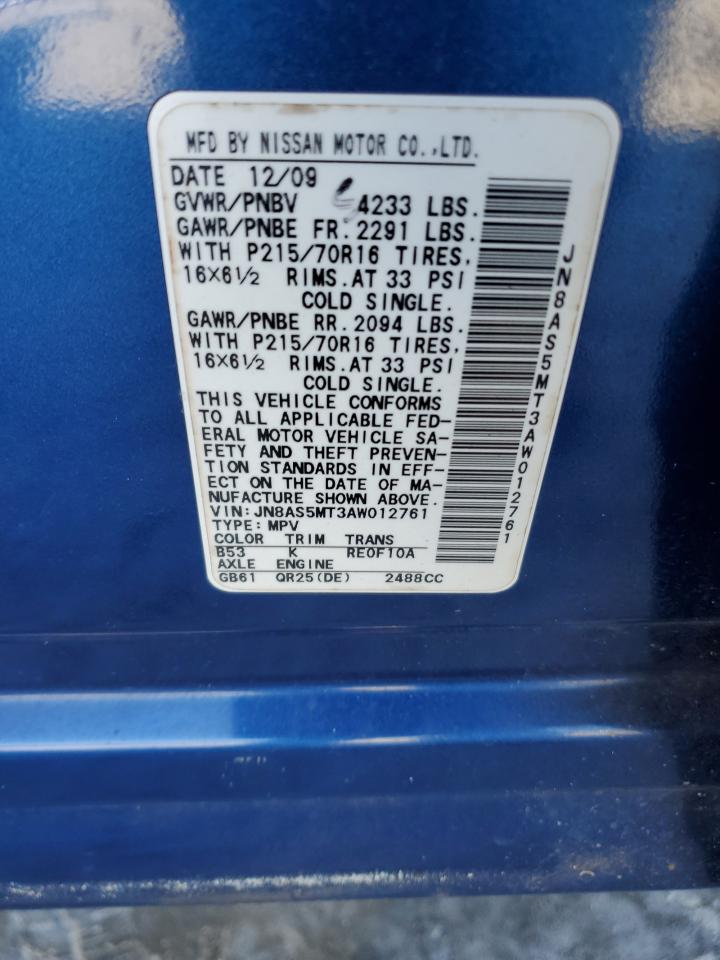 MFD BY NISSAN MOTOR CO.,LTD.
DATE 12/09
GVWR/PNBV 4233 LBS.
GAWR/PNBE FR.2291 LBS.
WITH P215/70R16 TIRES,
16X6½ RIMS.AT 33 PSI
COLD SINGLE.
GAWR/PNBE RR.2094 LBS.
WITH P215/70R16 TIRES,
16X6½ RIMS.AT 33 PSI
COLD SINGLE.
THIS VEHICLE CONFORMS
TO ALL APPLICABLE FED-
ERAL MOTOR VEHICLE SA-
FETY AND THEFT PREVEN-
TION STANDARDS IN EFF-
ECT ON THE DATE OF MA-
NUFACTURE SHOWN ABOVE.
VIN:JN8AS5MT3AW012761
TYPE:MPV
COLOR TRIM TRANS
B53 K RE0F10A
AXLE ENGINE
GB61 QR25(DE) 2488CC
JN8AS5MT3AW012761